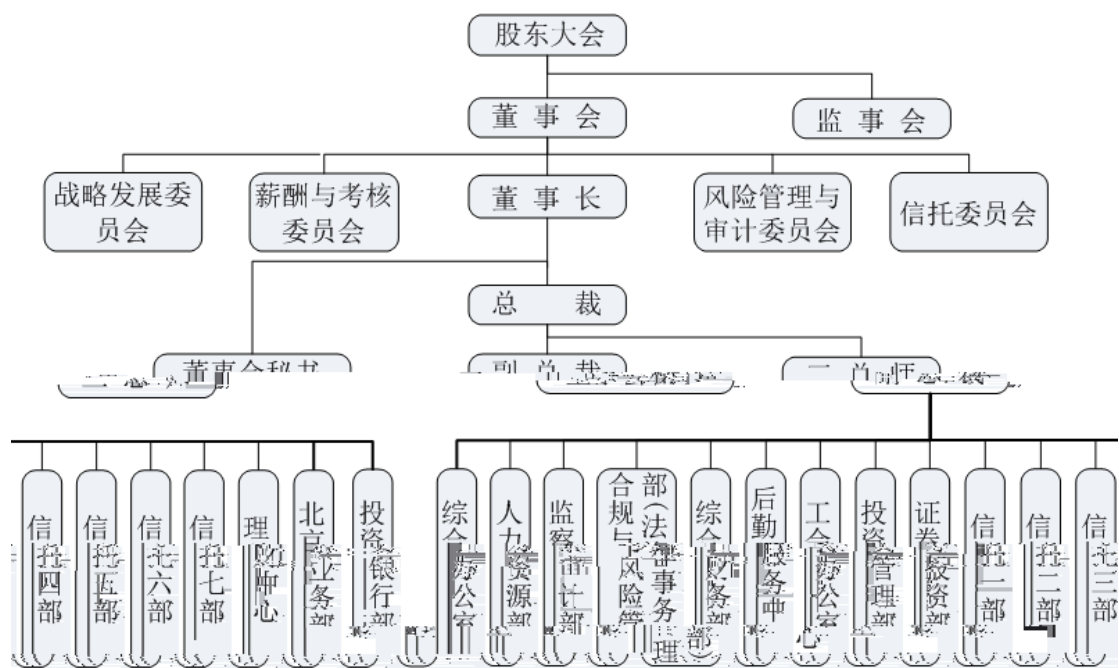 股东大会
董 事 会
监 事 会
战略发展委
员会
薪酬与考核
委员会
董 事 长
风险管理与
审计委员会
信托委员会
总 裁
董事会秘书
副 总 裁
总 师
信托四部
信托五部
信托六部
信托七部
理财中心
北京业务部
投资银行部
综合办公室
人力资源部
监察审计部
部(法律事务
合规与风险管理部
综合财务部
后勤服务中心
工会办公室
投资管理部
证券投资部
信托一部
信托二部
信托三部